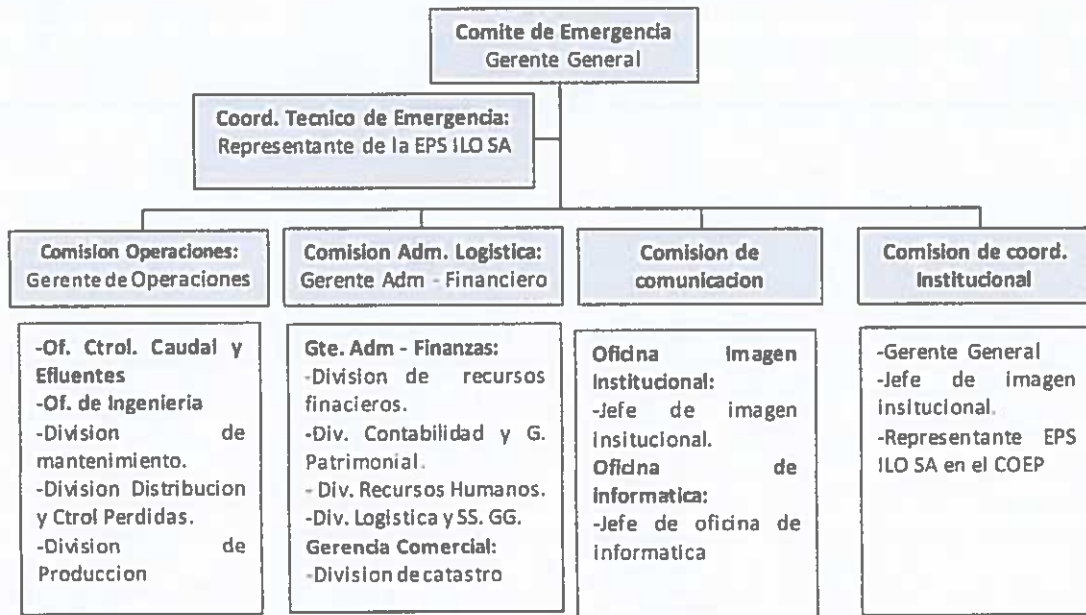 Comite de Emergencia
Gerente General
Coord. Tecnico de Emergencia:
Representante de la EPS ILO SA
Comision Operaciones:
Gerente de Operaciones
Comision Adm. Logistica:
Gerente Adm - Financiero
Comision de
comunicacion
Comision de coord.
Institucional
-Of. Ctrol. Caudal y
Efluentes
-Of. de Ingenieria
-Division de
mantenimiento.
-Division Distribucion
y Ctrol Perdidas.
-Division de
Produccion
Gte. Adm - Finanzas:
-Division de recursos
finacieros.
-Div. Contabilidad y G.
Patrimonial.
- Div. Recursos Humanos.
-Div. Logistica y SS. GG.
Gerencia Comercial:
-Division de catastro
Oficina Imagen
Institucional:
-Jefe de imagen
insitucional.
Oficina de
informatica:
-Jefe de oficina de
informatica
-Gerente General
-Jefe de imagen
insitucional.
-Representante EPS
ILO SA en el COEP